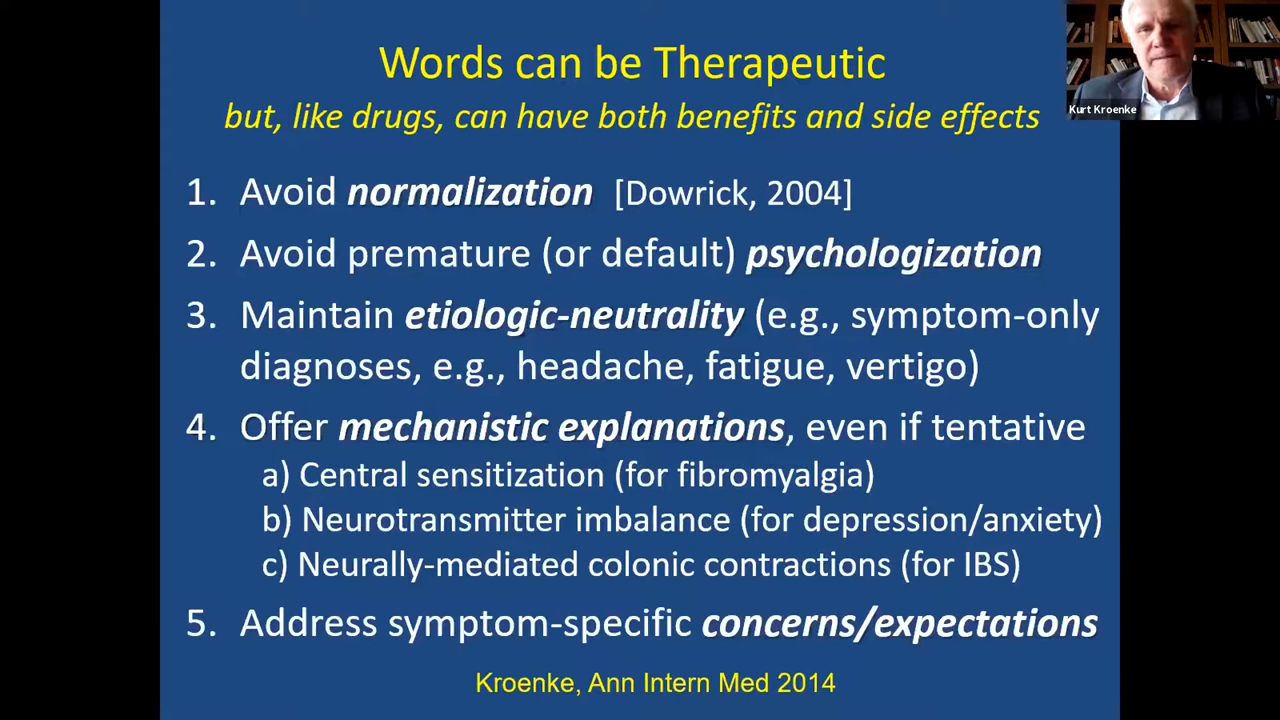 Words can be Therapeutic
but, like drugs, can have both benefits and side effects
Kurt Kroenke
1. Avoid normalization [Dowrick, 2004]
2. Avoid premature (or default) psychologization
3. Maintain etiologic-neutrality (e.g., symptom-only
diagnoses, e.g., headache, fatigue, vertigo)
4. Offer mechanistic explanations, even if tentative
a) Central sensitization (for fibromyalgia)
b) Neurotransmitter imbalance (for depression/anxiety)
c) Neurally-mediated colonic contractions (for IBS)
5. Address symptom-specific concerns/expectations
Kroenke, Ann Intern Med 2014